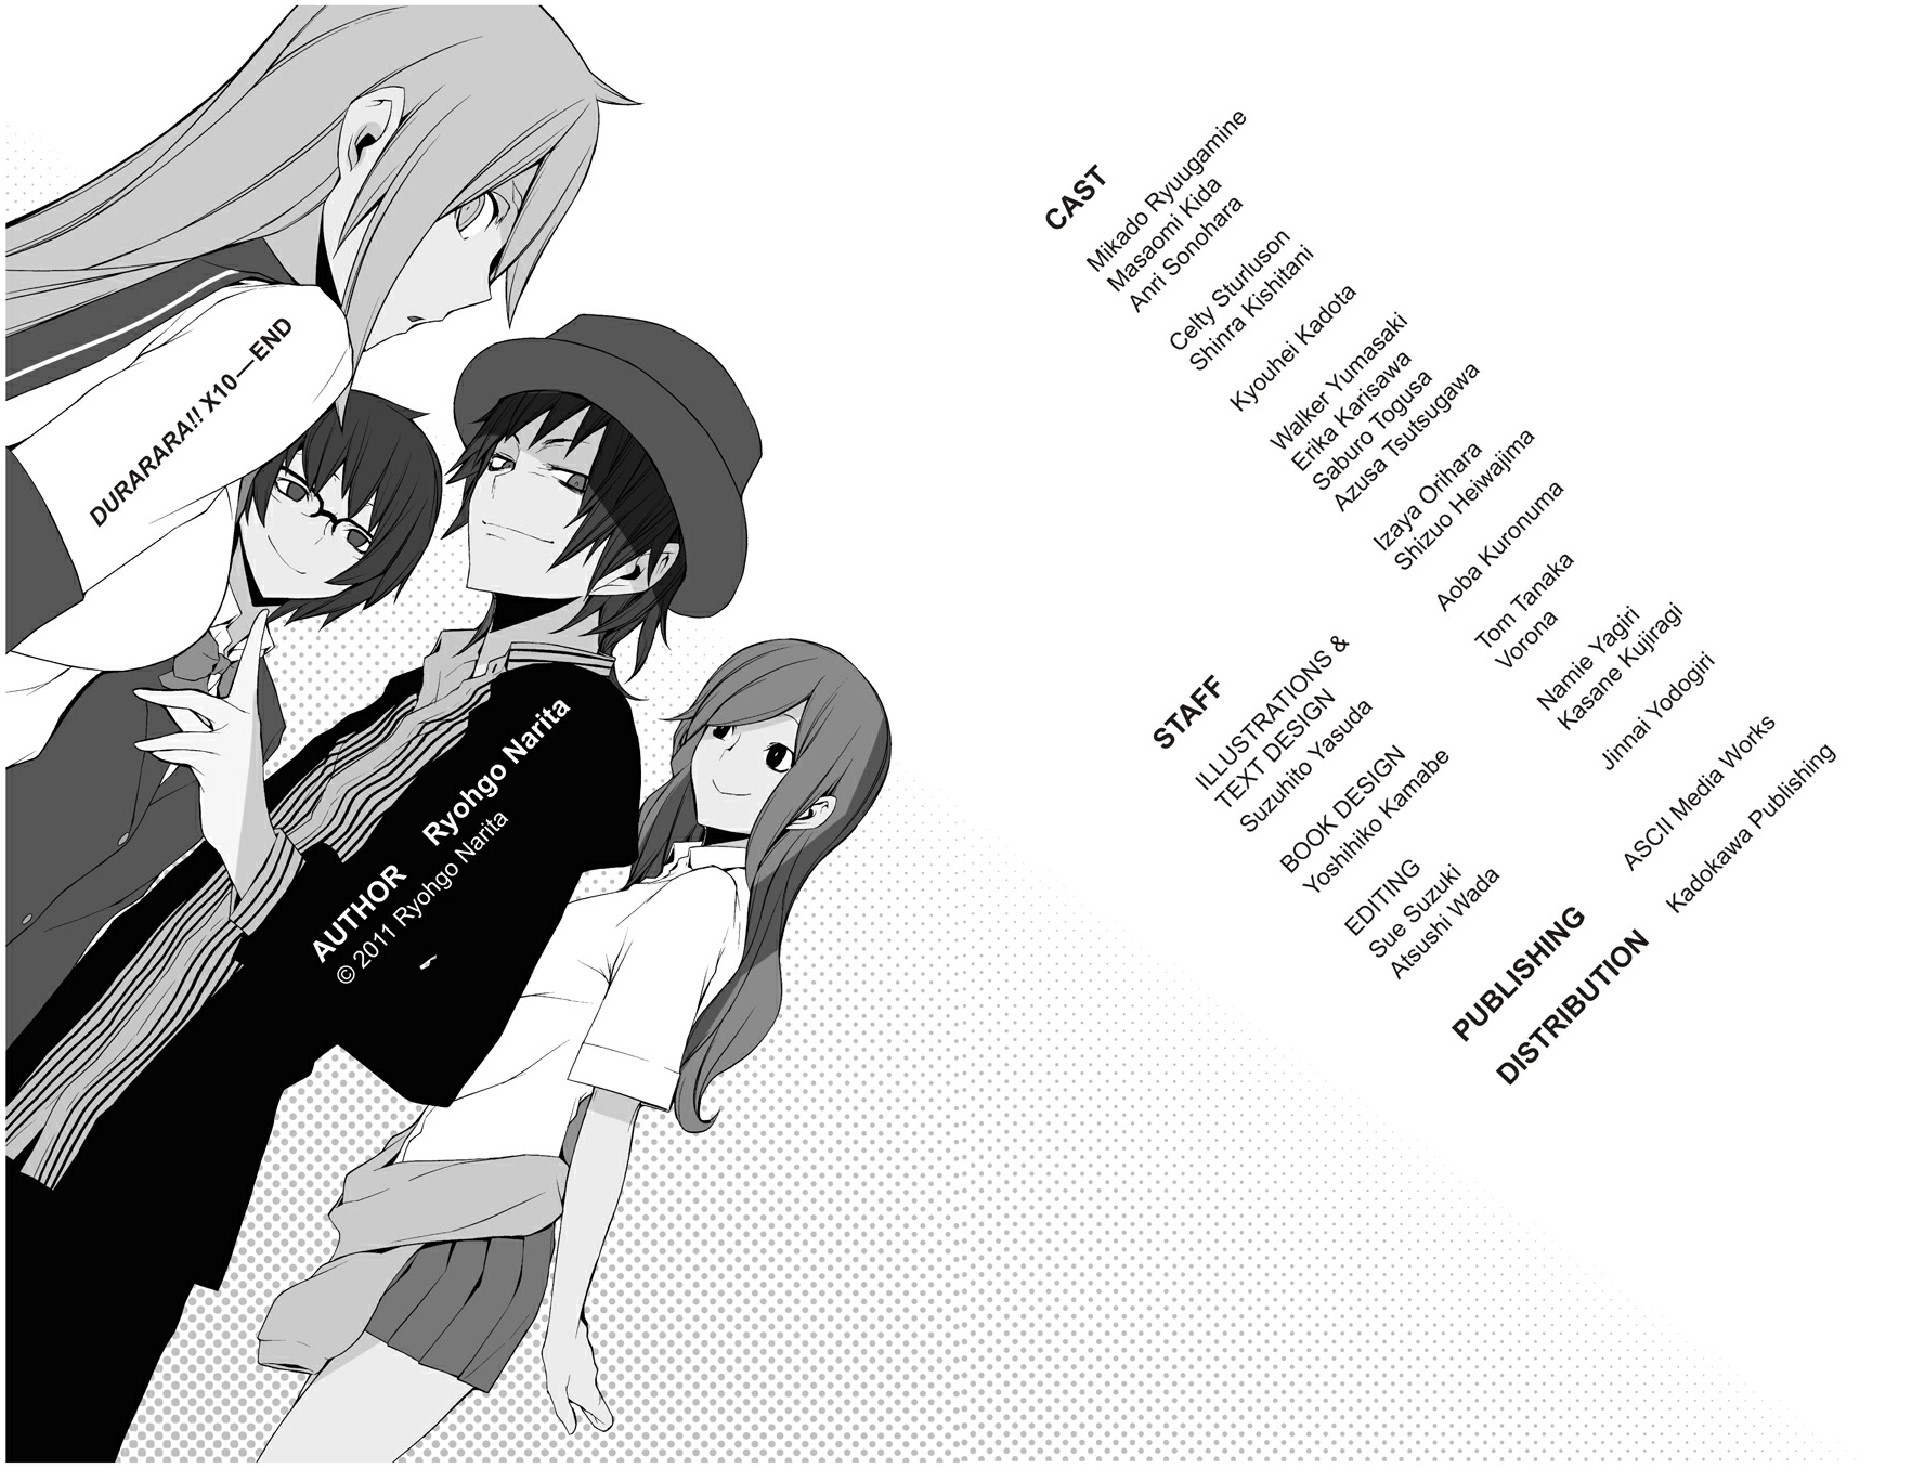 DURARARA!! X10—END
AUTHOR Ryohgo Narita
© 2011 Ryohgo Narita
CAST
Mikado Ryuugamine
Masaomi Kida
Anri Sonohara
Celty Sturluson
Shinra Kishitani
Kyouhei Kadota
Walker Yumasaki
Erika Karisawa
Saburo Togusa
Azusa Tsutsugawa
Izaya Orihara
Shizuo Heiwajima
Aoba Kuronuma
Tom Tanaka
Vorona
Namie Yagiri
Kasane Kujiragi
Jinnai Yodogiri
STAFF
ILLUSTRATIONS &
TEXT DESIGN
Suzuhito Yasuda
BOOK DESIGN
Yoshihiko Kamabe
EDITING
Sue Suzuki
Atsushi Wada
PUBLISHING ASCII Media Works
DISTRIBUTION Kadokawa Publishing